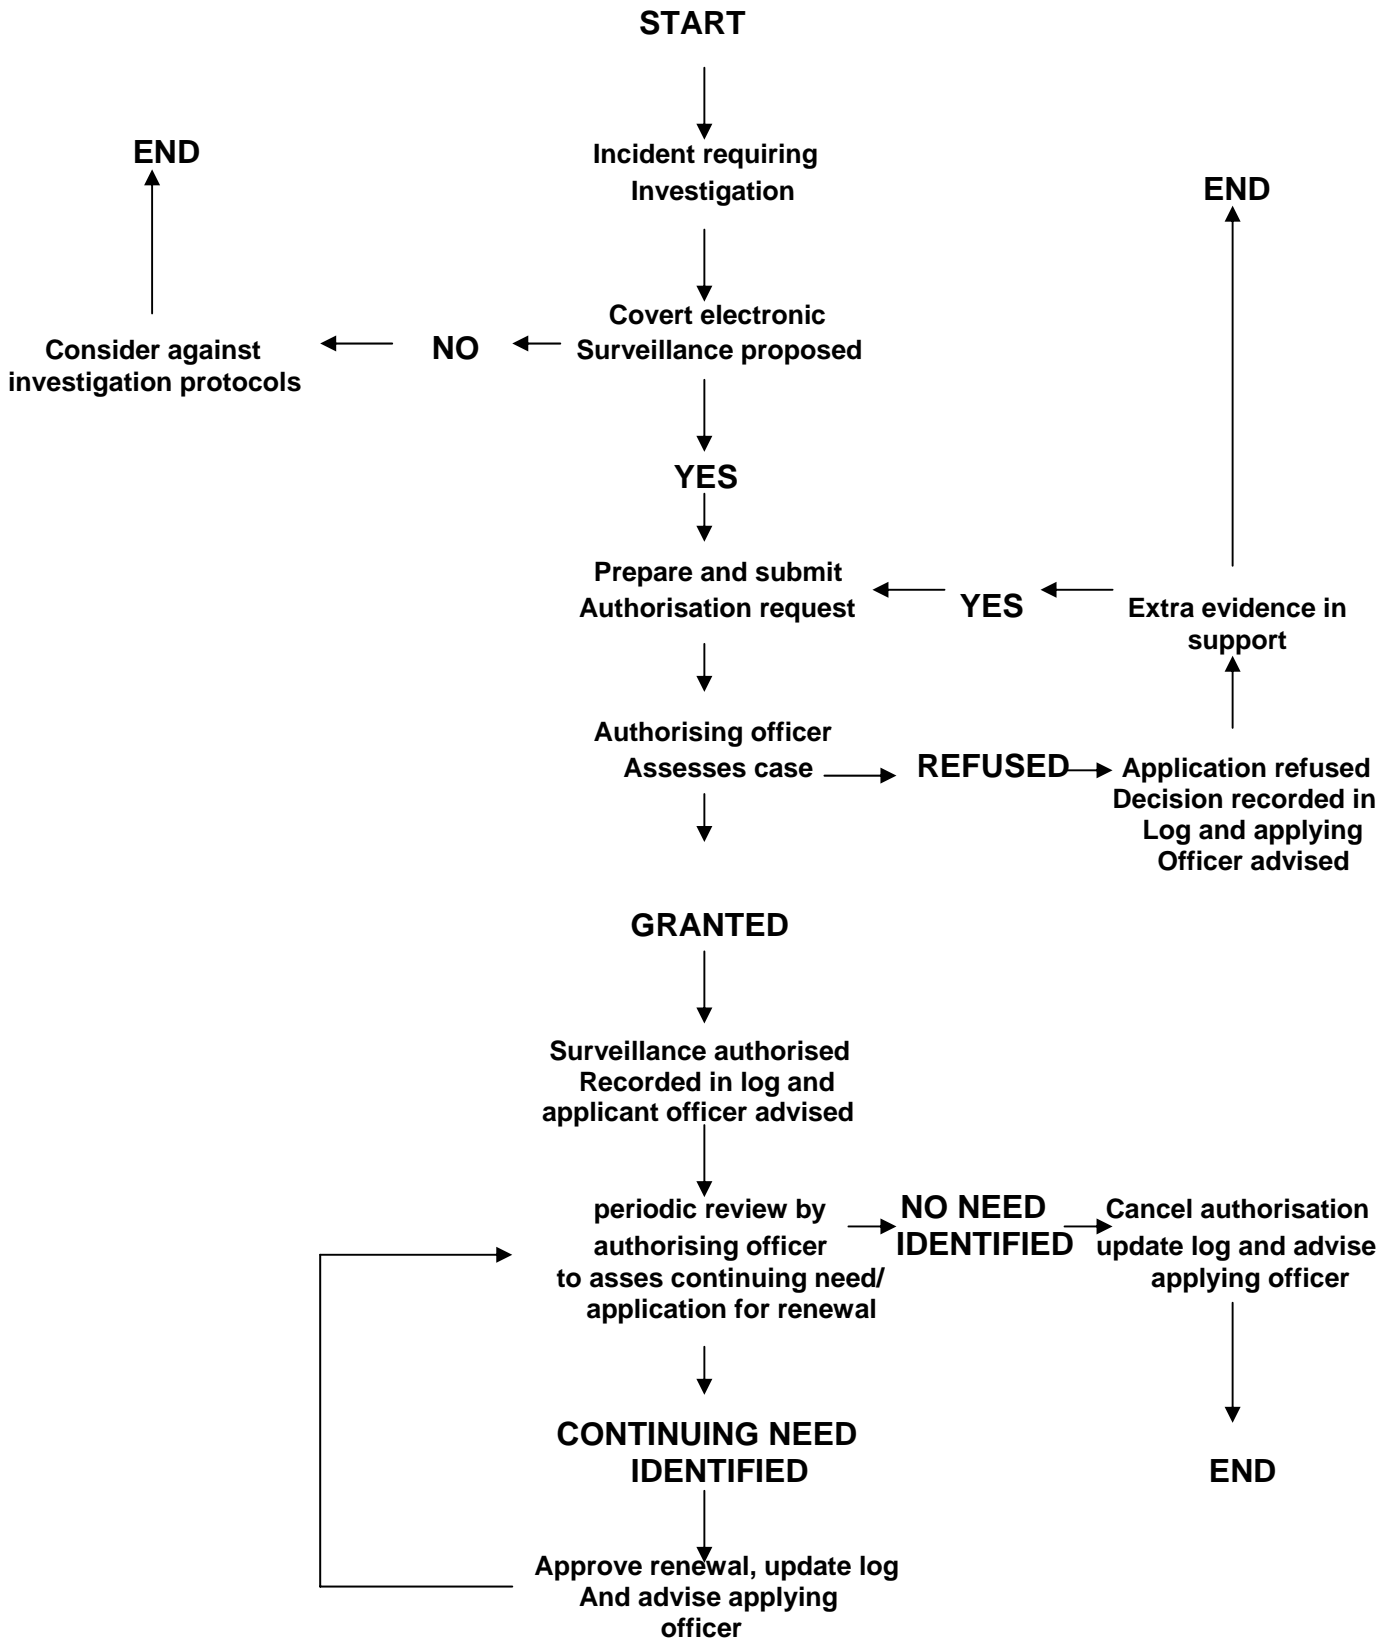 START
Incident requiring
Investigation
END
END
Covert electronic
Surveillance proposed
NO
Consider against
investigation protocols
YES
Prepare and submit
Authorisation request
YES
Extra evidence in
support
Authorising officer
Assesses case
REFUSED
Application refused
Decision recorded in
Log and applying
Officer advised
GRANTED
Surveillance authorised
Recorded in log and
applicant officer advised
periodic review by
authorising officer
to asses continuing need/
application for renewal
NO NEED
IDENTIFIED
Cancel authorisation
update log and advise
applying officer
CONTINUING NEED
IDENTIFIED
END
Approve renewal, update log
And advise applying
officer